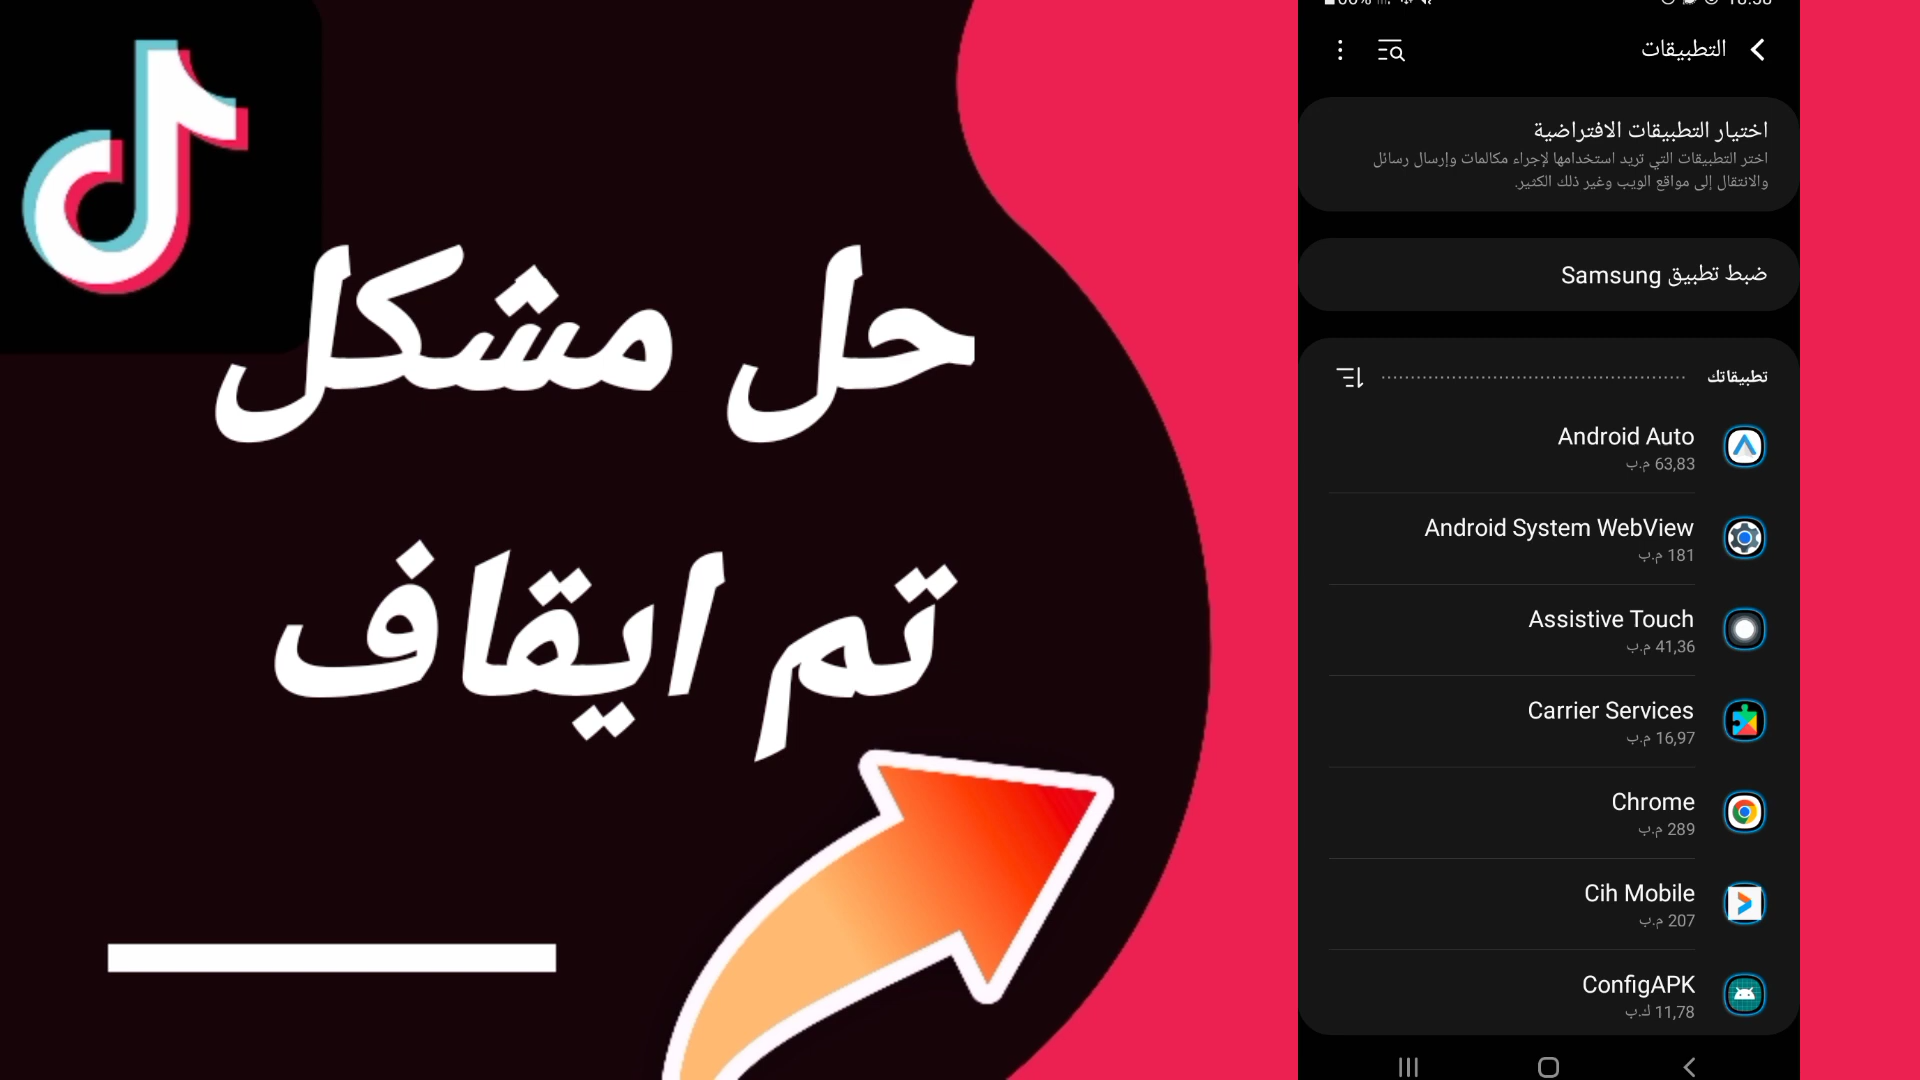 حل مشكل
تم ايقاف
التطبيقات
اختيار التطبيقات الافتراضية
اختر التطبيقات التي تريد استخدامها لإجراء مكالمات وإرسال رسائل
والانتقال إلى مواقع الويب وغير ذلك الكثير.
ضبط تطبيق Samsung
تطبيقاتك
Android Auto
63,83 م.ب
Android System WebView
181 م.ب
Assistive Touch
41,36 م.ب
Carrier Services
16,97 م.ب
Chrome
289 م.ب
Cih Mobile
207 م.ب
ConfigAPK
11,78 ك.ب